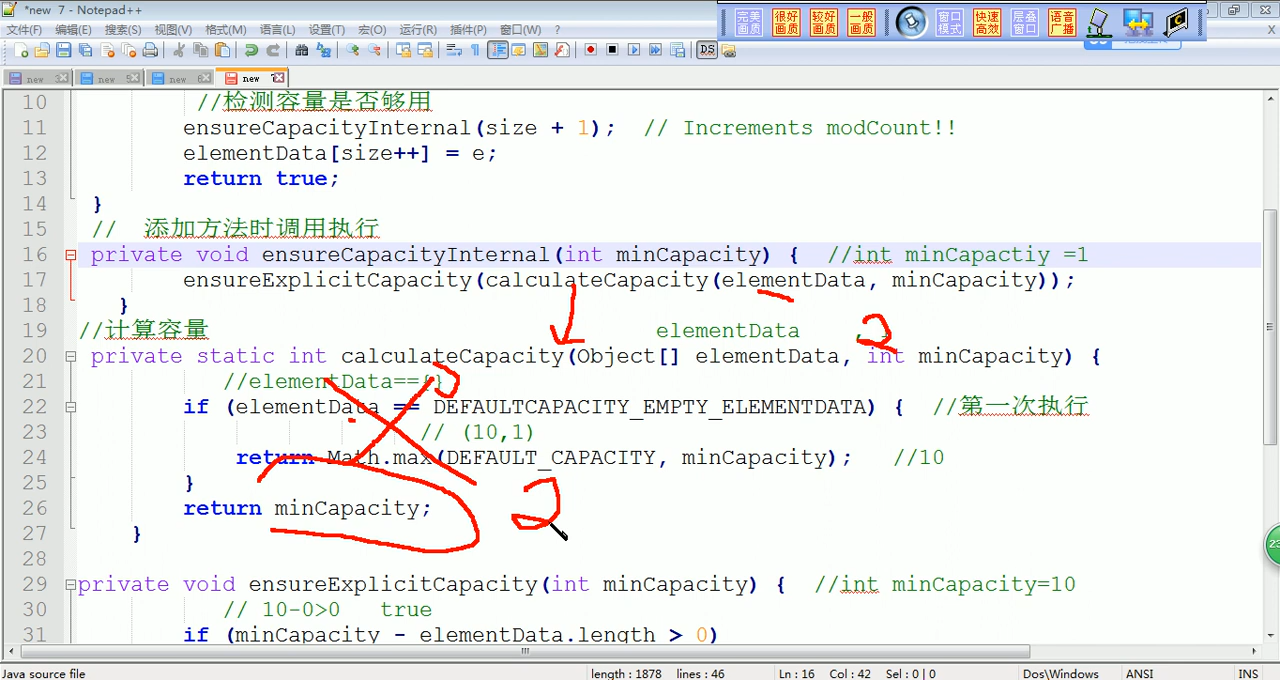 *new  7 - Notepad++
完美画质 很好画质 较好画质 一般画质 窗口模式 快速高效 层叠窗口 语音广播
文件(F) 编辑(E) 搜索(S) 视图(V) 格式(M) 语言(L) 设置(T) 宏(O) 运行(R) 插件(P) 窗口(W) ?
X
DS
new 3 new 5 new 6 new 7
10 //检测容量是否够用
11 ensureCapacityInternal(size + 1);  // Increments modCount!!
12 elementData[size++] = e;
13 return true;
14 }
15 //  添加方法时调用执行
16 private void ensureCapacityInternal(int minCapacity) {  //int minCapactiy =1
17 ensureExplicitCapacity(calculateCapacity(elementData, minCapacity));
18 }
19 //计算容量 elementData , 2
20 private static int calculateCapacity(Object[] elementData, int minCapacity) {
21 //elementData=={}
22 if (elementData == DEFAULTCAPACITY_EMPTY_ELEMENTDATA) {  //第一次执行
23 // (10,1)
24 return Math.max(DEFAULT_CAPACITY, minCapacity);   //10
25 }
26 return minCapacity; 2
27 }
28
29 private void ensureExplicitCapacity(int minCapacity) {  //int minCapacity=10
30 // 10-0>0   true
31 if (minCapacity - elementData.length > 0)
23
Java source file length : 1878 lines : 46 Ln : 16 Col : 42 Sel : 0 | 0 Dos\Windows ANSI INS